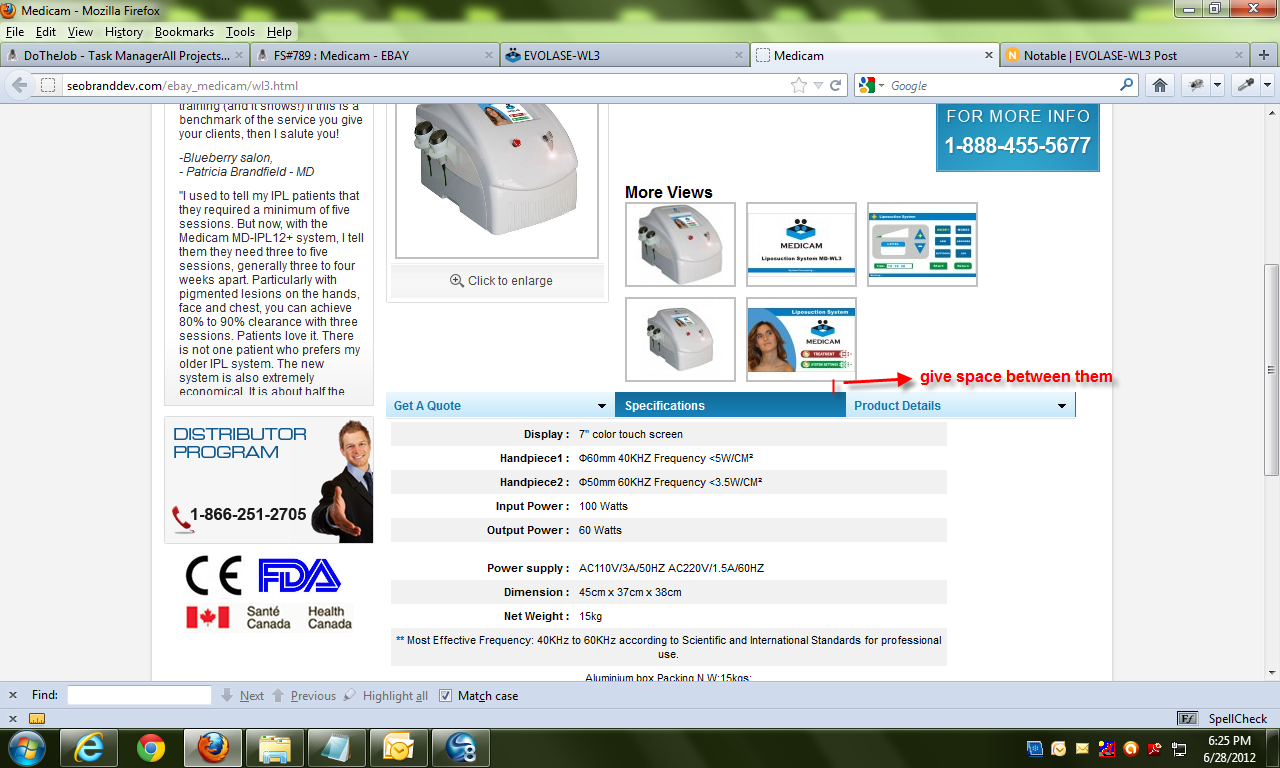 Medicam - Mozilla Firefox
File Edit View History Bookmarks Tools Help
DoTheJob - Task ManagerAll Projects...
FS#789 : Medicam - EBAY
EVOLASE-WL3
Medicam
Notable | EVOLASE-WL3 Post
seobranddev.com/ebay_medicam/wl3.html
Google
training (and it shows!) If this is a
benchmark of the service you give
your clients, then I salute you!
-Blueberry salon,
- Patricia Brandfield - MD
"I used to tell my IPL patients that
they required a minimum of five
sessions. But now, with the
Medicam MD-IPL12+ system, I tell
them they need three to five
sessions, generally three to four
weeks apart. Particularly with
pigmented lesions on the hands,
face and chest, you can achieve
80% to 90% clearance with three
sessions. Patients love it. There
is not one patient who prefers my
older IPL system. The new
system is also extremely
economical. It is about half the
Click to enlarge
FOR MORE INFO
1-888-455-5677
More Views
MEDICAM
Liposuction System MD-WL3
Liposuction System
Liposuction System
MEDICAM
TREATMENT
SYSTEM SETTINGS
give space between them
DISTRIBUTOR
PROGRAM
1-866-251-2705
CE FDA
Santé Canada
Health Canada
Get A Quote
Specifications
Product Details
Display : 7" color touch screen
Handpiece1 : Φ60mm 40KHZ Frequency <5W/CM²
Handpiece2 : Φ50mm 60KHZ Frequency <3.5W/CM²
Input Power : 100 Watts
Output Power : 60 Watts
Power supply : AC110V/3A/50HZ AC220V/1.5A/60HZ
Dimension : 45cm x 37cm x 38cm
Net Weight : 15kg
** Most Effective Frequency: 40KHz to 60KHz according to Scientific and International Standards for professional
use.
Aluminium box Packing N.W:15kgs;
Find: Next Previous Highlight all Match case
SpellCheck
6:25 PM
6/28/2012